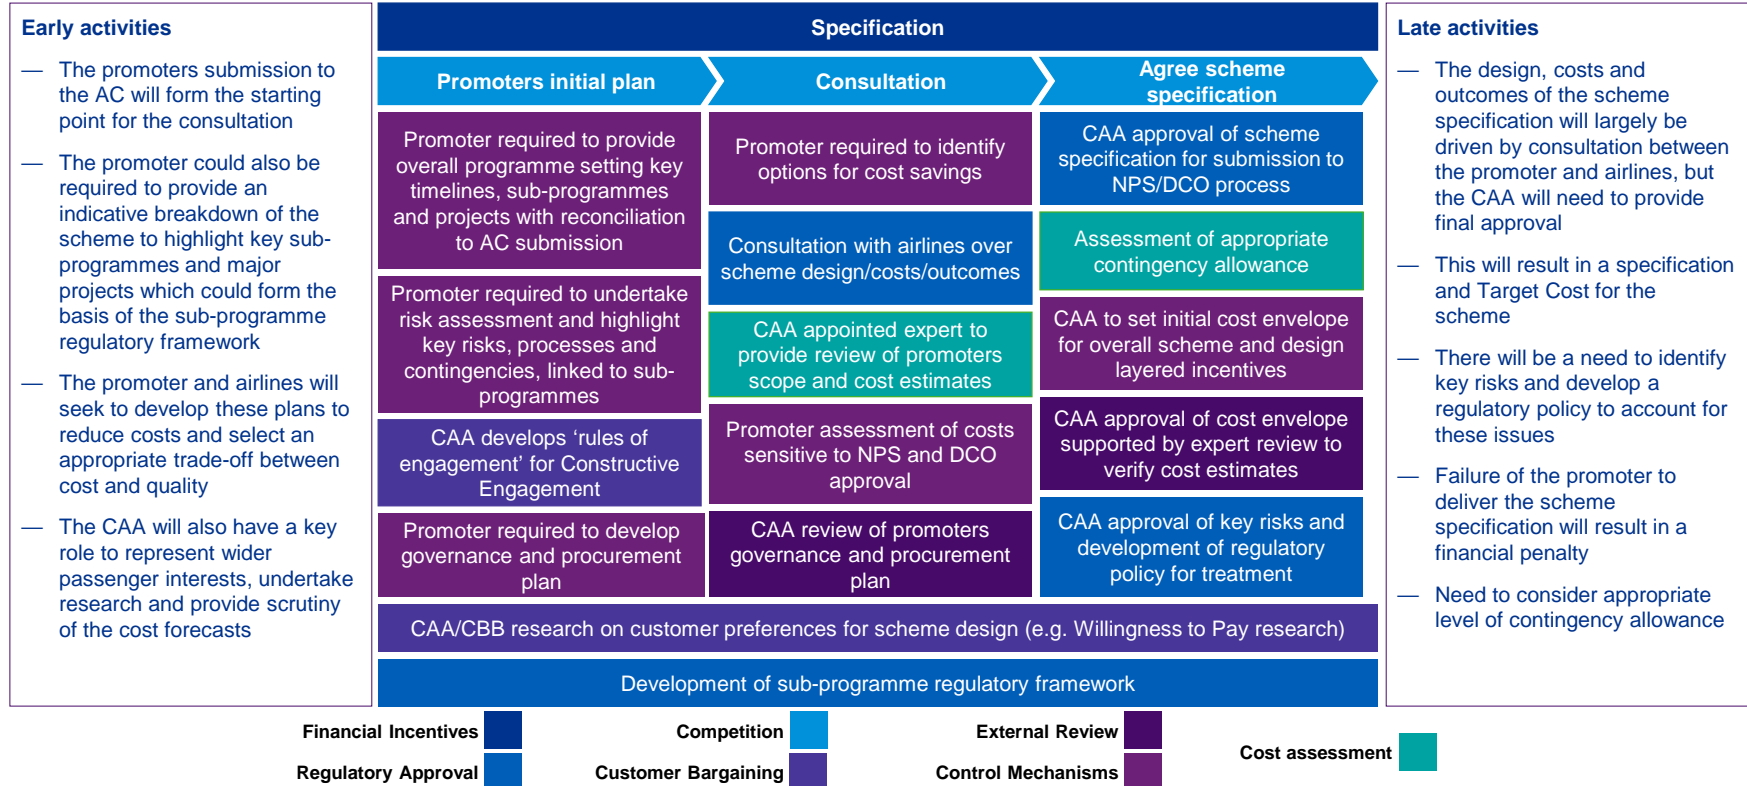 Early activities
— The promoters submission to
the AC will form the starting
point for the consultation
— The promoter could also be
required to provide an
indicative breakdown of the
scheme to highlight key sub-
programmes and major
projects which could form the
basis of the sub-programme
regulatory framework
— The promoter and airlines will
seek to develop these plans to
reduce costs and select an
appropriate trade-off between
cost and quality
— The CAA will also have a key
role to represent wider
passenger interests, undertake
research and provide scrutiny
of the cost forecasts
Specification
Promoters initial plan
Consultation
Agree scheme
specification
Promoter required to provide
overall programme setting key
timelines, sub-programmes
and projects with reconciliation
to AC submission
Promoter required to undertake
risk assessment and highlight
key risks, processes and
contingencies, linked to sub-
programmes
CAA develops ‘rules of
engagement’ for Constructive
Engagement
Promoter required to develop
governance and procurement
plan
Promoter required to identify
options for cost savings
Consultation with airlines over
scheme design/costs/outcomes
CAA appointed expert to
provide review of promoters
scope and cost estimates
Promoter assessment of costs
sensitive to NPS and DCO
approval
CAA review of promoters
governance and procurement
plan
CAA approval of scheme
specification for submission to
NPS/DCO process
Assessment of appropriate
contingency allowance
CAA to set initial cost envelope
for overall scheme and design
layered incentives
CAA approval of cost envelope
supported by expert review to
verify cost estimates
CAA approval of key risks and
development of regulatory
policy for treatment
CAA/CBB research on customer preferences for scheme design (e.g. Willingness to Pay research)
Development of sub-programme regulatory framework
Late activities
— The design, costs and
outcomes of the scheme
specification will largely be
driven by consultation between
the promoter and airlines, but
the CAA will need to provide
final approval
— This will result in a specification
and Target Cost for the
scheme
— There will be a need to identify
key risks and develop a
regulatory policy to account for
these issues
— Failure of the promoter to
deliver the scheme
specification will result in a
financial penalty
— Need to consider appropriate
level of contingency allowance
Financial Incentives
Competition
External Review
Cost assessment
Regulatory Approval
Customer Bargaining
Control Mechanisms